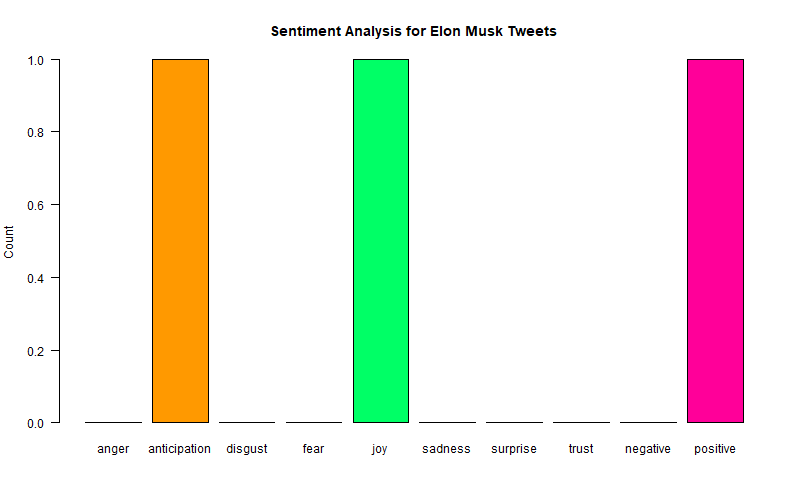 Sentiment Analysis for Elon Musk Tweets
1.0
0.8
0.6
0.4
0.2
0.0
Count
anger anticipation disgust fear joy sadness surprise trust negative positive